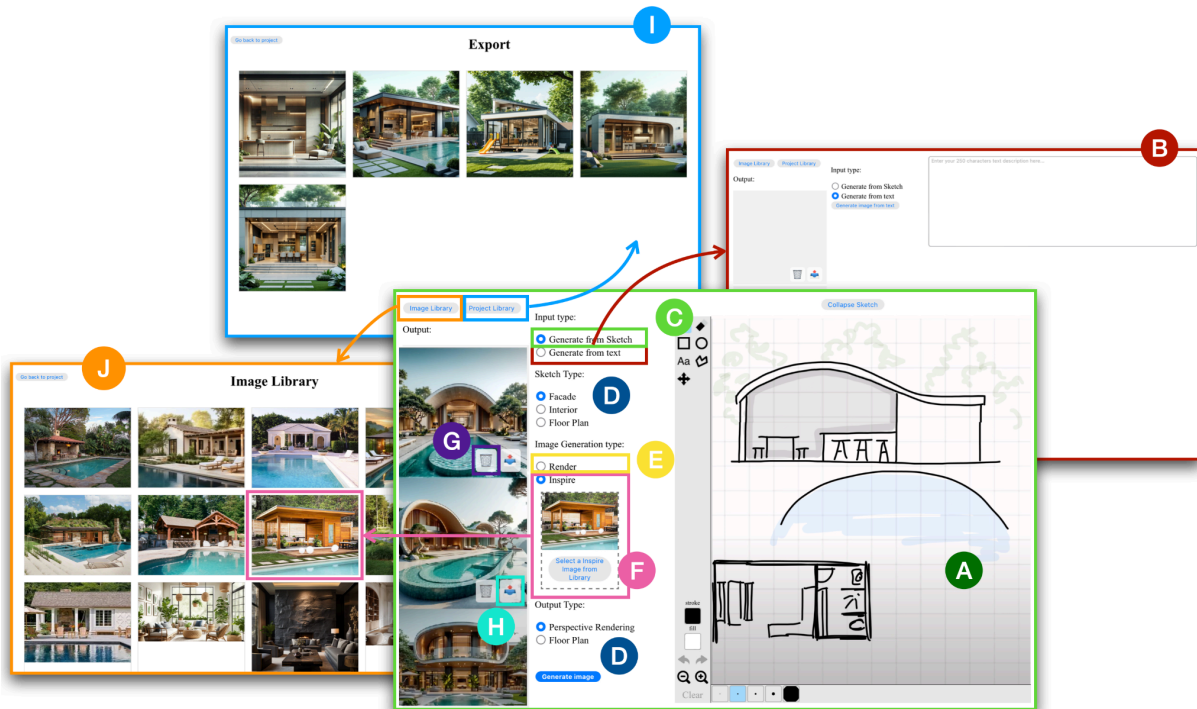 I
Go back to project
Export
B
Image Library
Project Library
Output:
Input type:
Generate from Sketch
Generate from text
Generate image from text
Enter your 250 characters text description here...
J
Go back to project
Image Library
Image Library
Project Library
Output:
Input type:
Generate from Sketch
Generate from text
Sketch Type:
Facade
Interior
Floor Plan
D
Image Generation type:
Render
E
Inspire
Select a Inspire
Image from
Library
F
G
H
Output Type:
Perspective Rendering
Floor Plan
D
Generate image
C
Collapse Sketch
Aa
stroke
fill
Clear
A